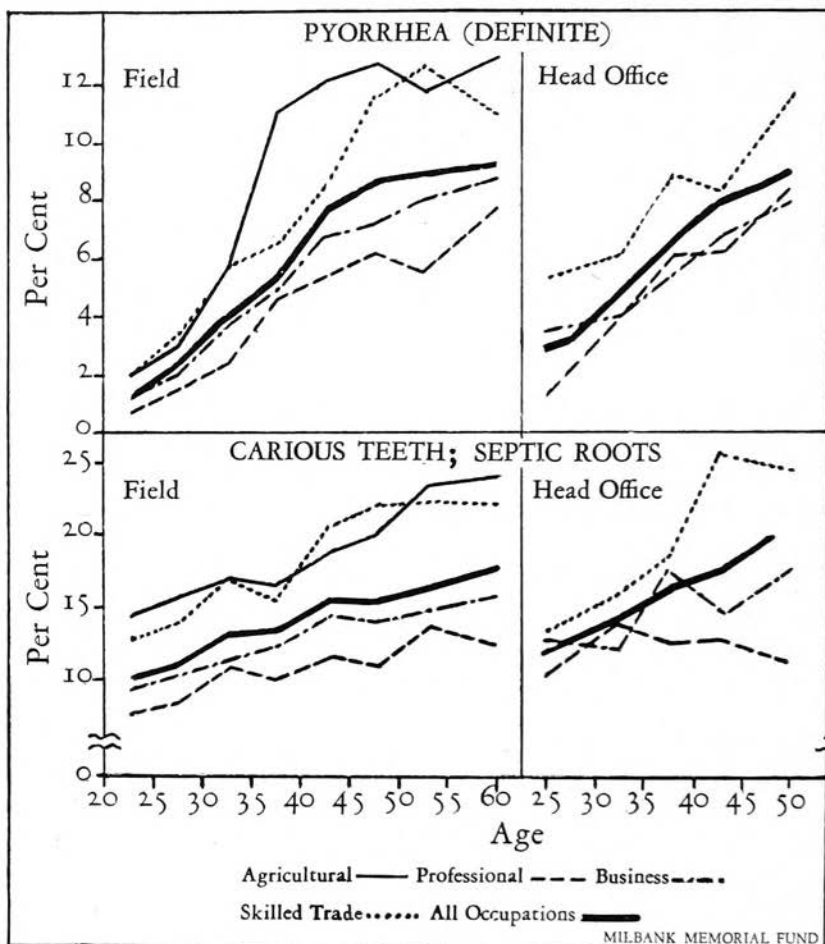 PYORRHEA (DEFINITE)
Field
Head Office
Per Cent
12
10
8
6
4
2
0
CARIOUS TEETH; SEPTIC ROOTS
Field
Head Office
Per Cent
25
20
15
10
0
20 25 30 35 40 45 50 55 60 25 30 35 40 45 50
Age
Agricultural Professional Business
Skilled Trade All Occupations
MILBANK MEMORIAL FUND